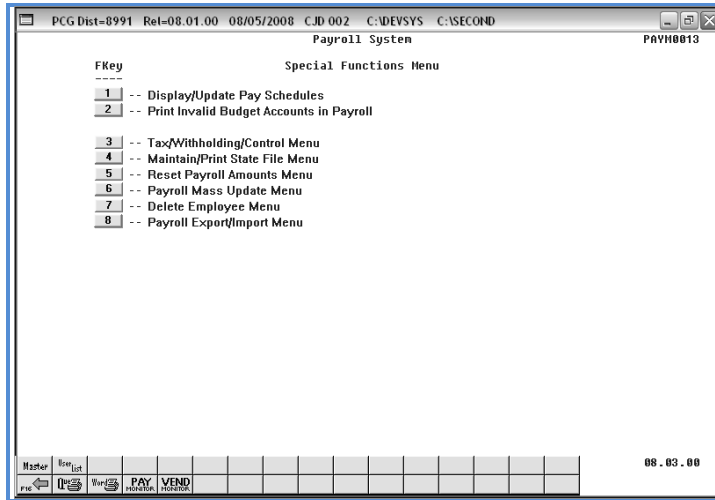 PCG Dist=8991 Rel=08.01.00 08/05/2008 CJD 002 C:\DEVSYS C:\SECOND
Payroll System PAYM0013
FKey Special Functions Menu
----
1 -- Display/Update Pay Schedules
2 -- Print Invalid Budget Accounts in Payroll
3 -- Tax/Withholding/Control Menu
4 -- Maintain/Print State File Menu
5 -- Reset Payroll Amounts Menu
6 -- Payroll Mass Update Menu
7 -- Delete Employee Menu
8 -- Payroll Export/Import Menu
Master User list 08.03.00
F16 Que Word PAY MONITOR VEND MONITOR